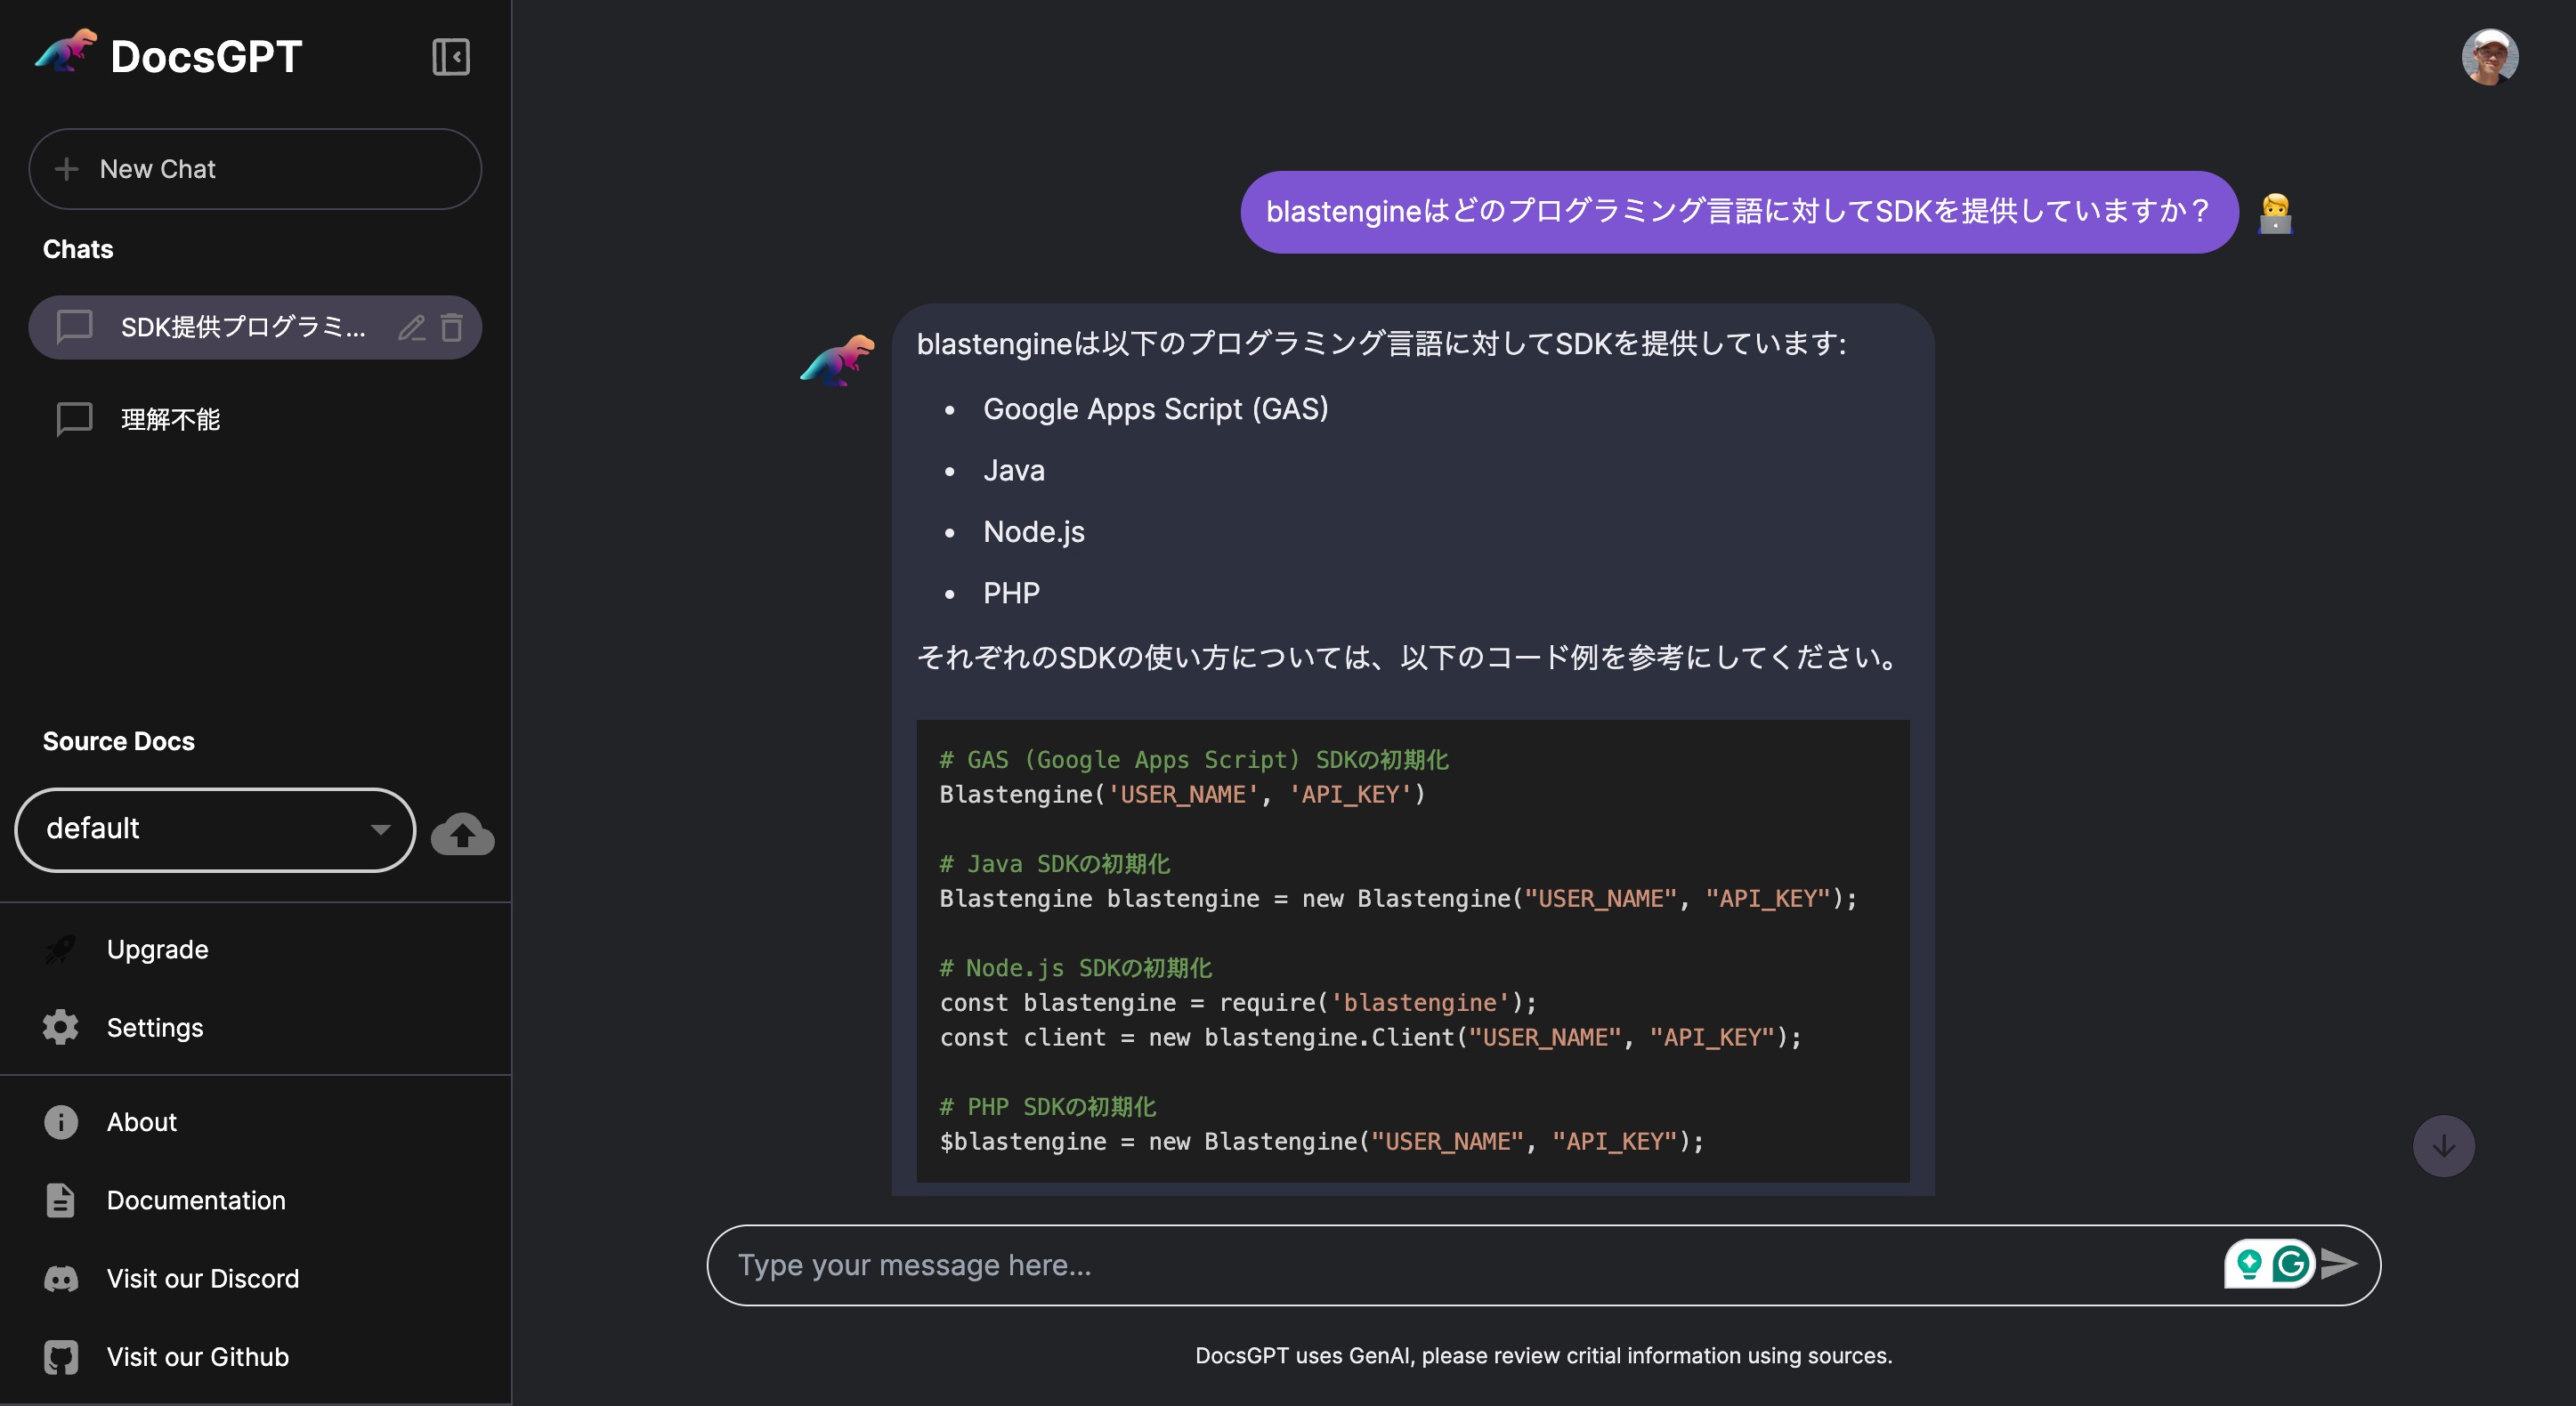 DocsGPT
New Chat
Chats
SDK提供プログラミ...
理解不能
Source Docs
default
Upgrade
Settings
About
Documentation
Visit our Discord
Visit our Github
blastengineはどのプログラミング言語に対してSDKを提供していますか？
blastengineは以下のプログラミング言語に対してSDKを提供しています:
• Google Apps Script (GAS)
• Java
• Node.js
• PHP
それぞれのSDKの使い方については、以下のコード例を参考にしてください。
# GAS (Google Apps Script) SDKの初期化
Blastengine('USER_NAME', 'API_KEY')
# Java SDKの初期化
Blastengine blastengine = new Blastengine("USER_NAME", "API_KEY");
# Node.js SDKの初期化
const blastengine = require('blastengine');
const client = new blastengine.Client("USER_NAME", "API_KEY");
# PHP SDKの初期化
$blastengine = new Blastengine("USER_NAME", "API_KEY");
Type your message here...
DocsGPT uses GenAI, please review critial information using sources.